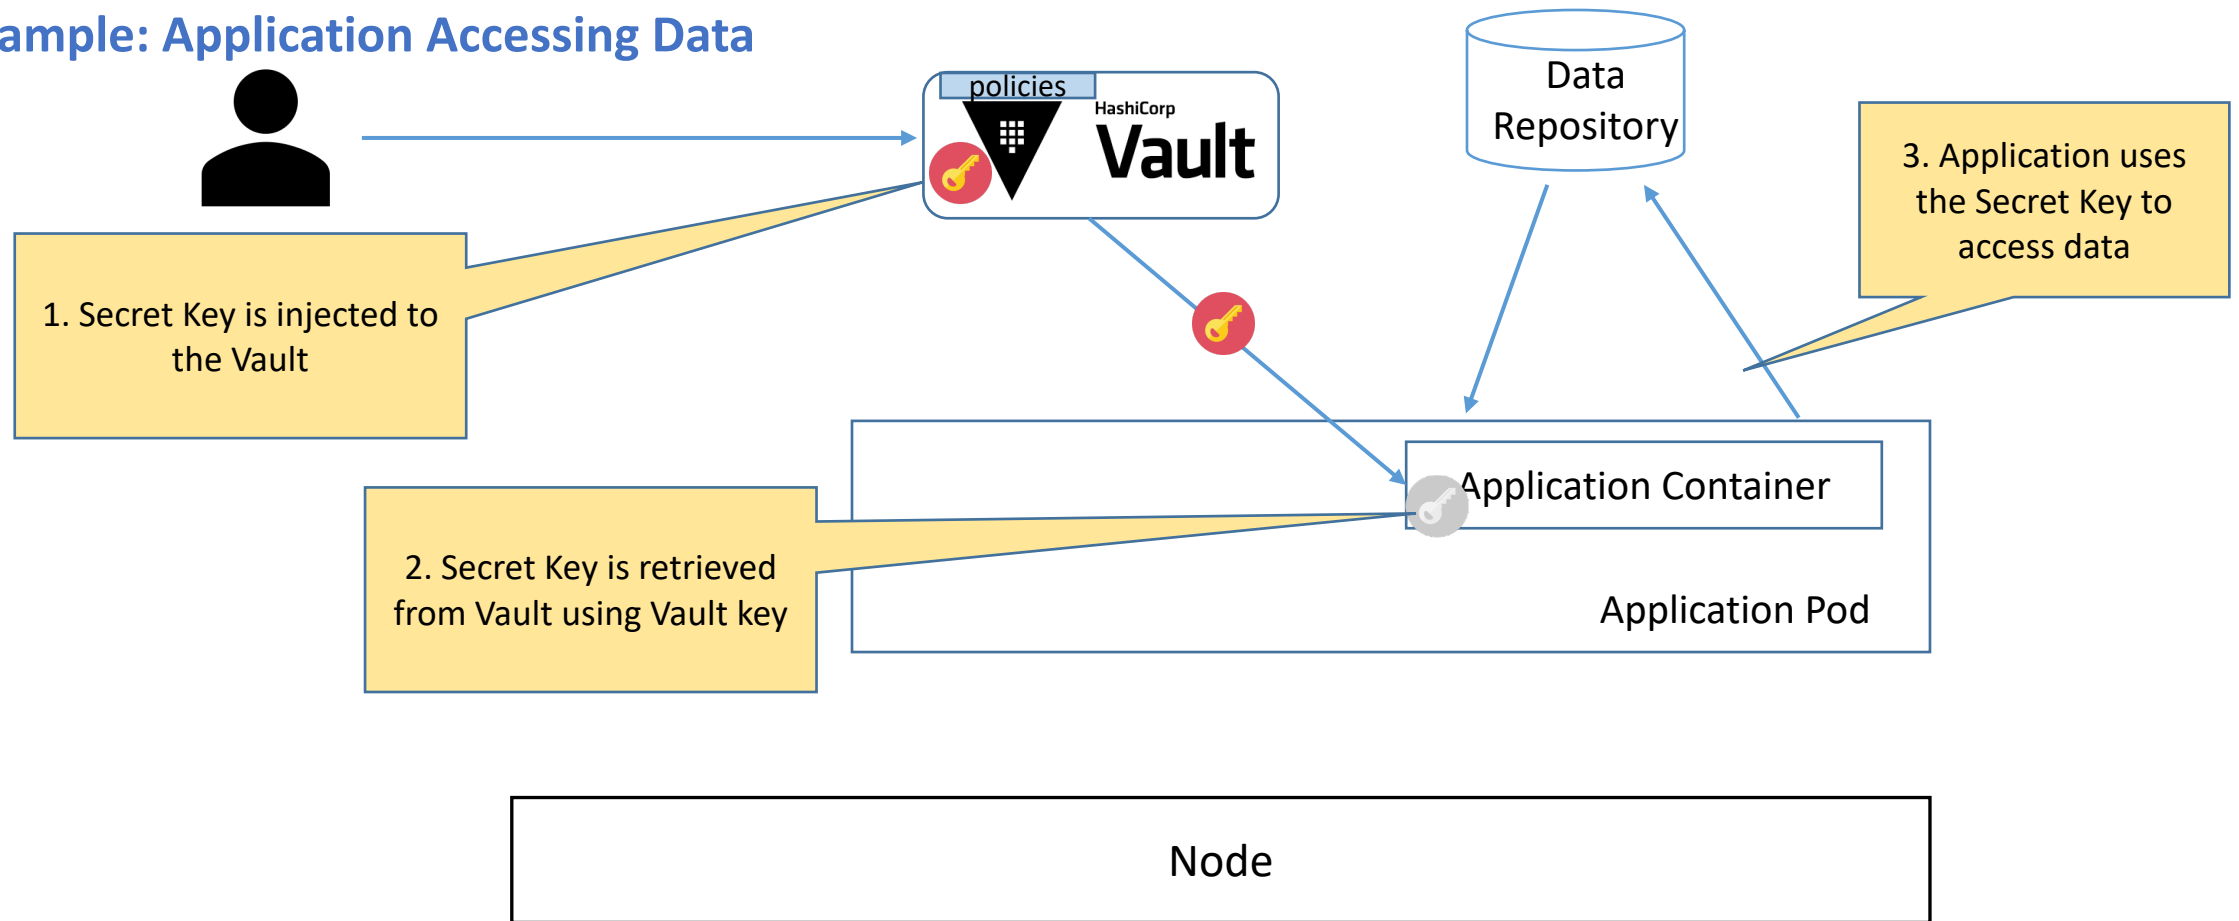 ample: Application Accessing Data
policies
HashiCorp
Vault
Data
Repository
3. Application uses
the Secret Key to
access data
1. Secret Key is injected to
the Vault
Application Container
2. Secret Key is retrieved
from Vault using Vault key
Application Pod
Node